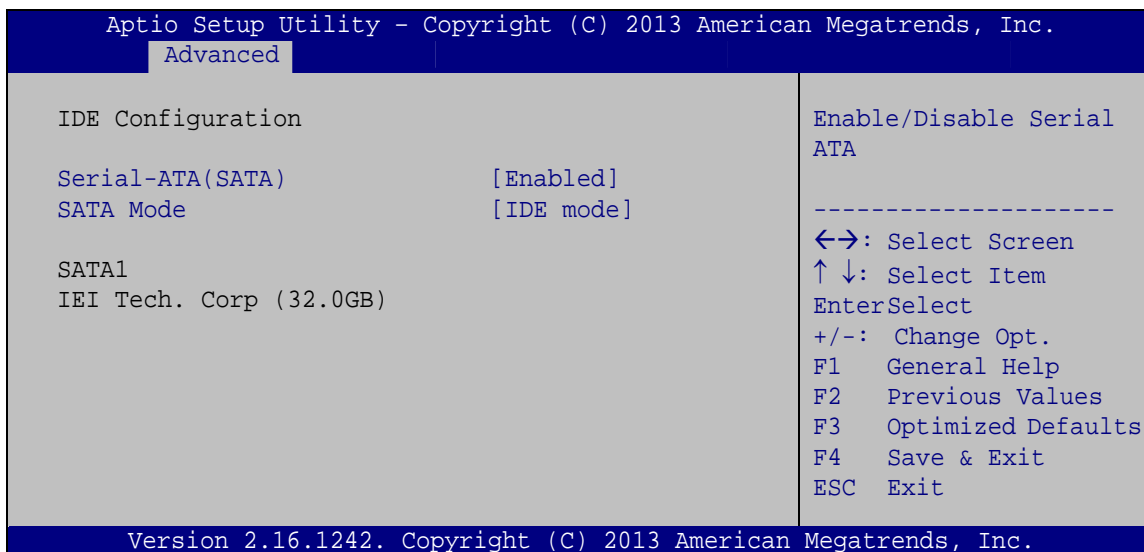 Aptio Setup Utility – Copyright (C) 2013 American Megatrends, Inc.
Advanced
IDE Configuration
Serial-ATA(SATA) [Enabled]
SATA Mode [IDE mode]
SATA1
IEI Tech. Corp (32.0GB)
Enable/Disable Serial
ATA
---------------------
←→: Select Screen
↑ ↓: Select Item
EnterSelect
+/-: Change Opt.
F1 General Help
F2 Previous Values
F3 Optimized Defaults
F4 Save & Exit
ESC Exit
Version 2.16.1242. Copyright (C) 2013 American Megatrends, Inc.